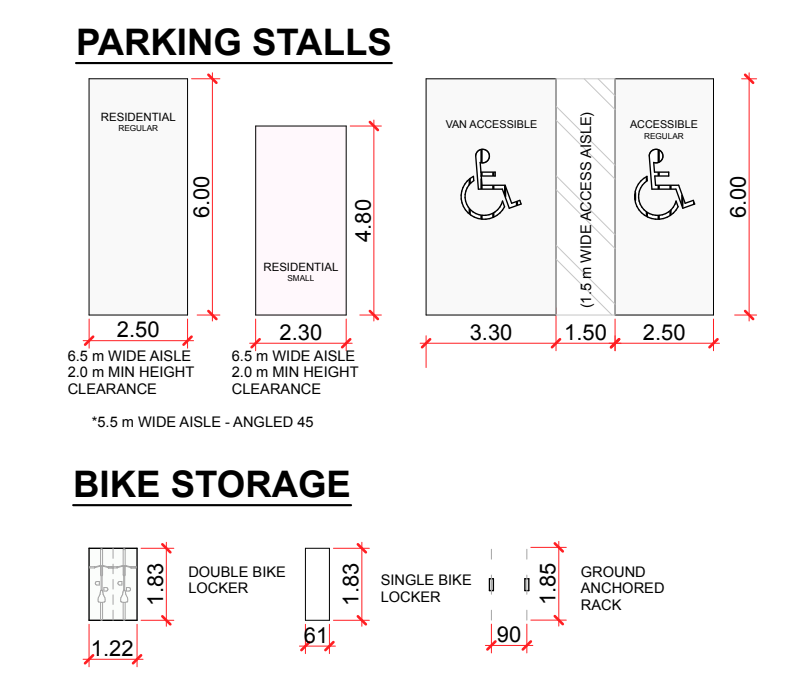 PARKING STALLS
RESIDENTIAL
REGULAR
6.00
2.50
6.5 m WIDE AISLE
2.0 m MIN HEIGHT
CLEARANCE
RESIDENTIAL
SMALL
4.80
2.30
6.5 m WIDE AISLE
2.0 m MIN HEIGHT
CLEARANCE
*5.5 m WIDE AISLE - ANGLED 45
VAN ACCESSIBLE
(1.5 m WIDE ACCESS AISLE)
ACCESSIBLE
REGULAR
6.00
3.30
1.50
2.50
BIKE STORAGE
1.83
1.22
DOUBLE BIKE
LOCKER
1.83
61
SINGLE BIKE
LOCKER
1.85
90
GROUND
ANCHORED
RACK